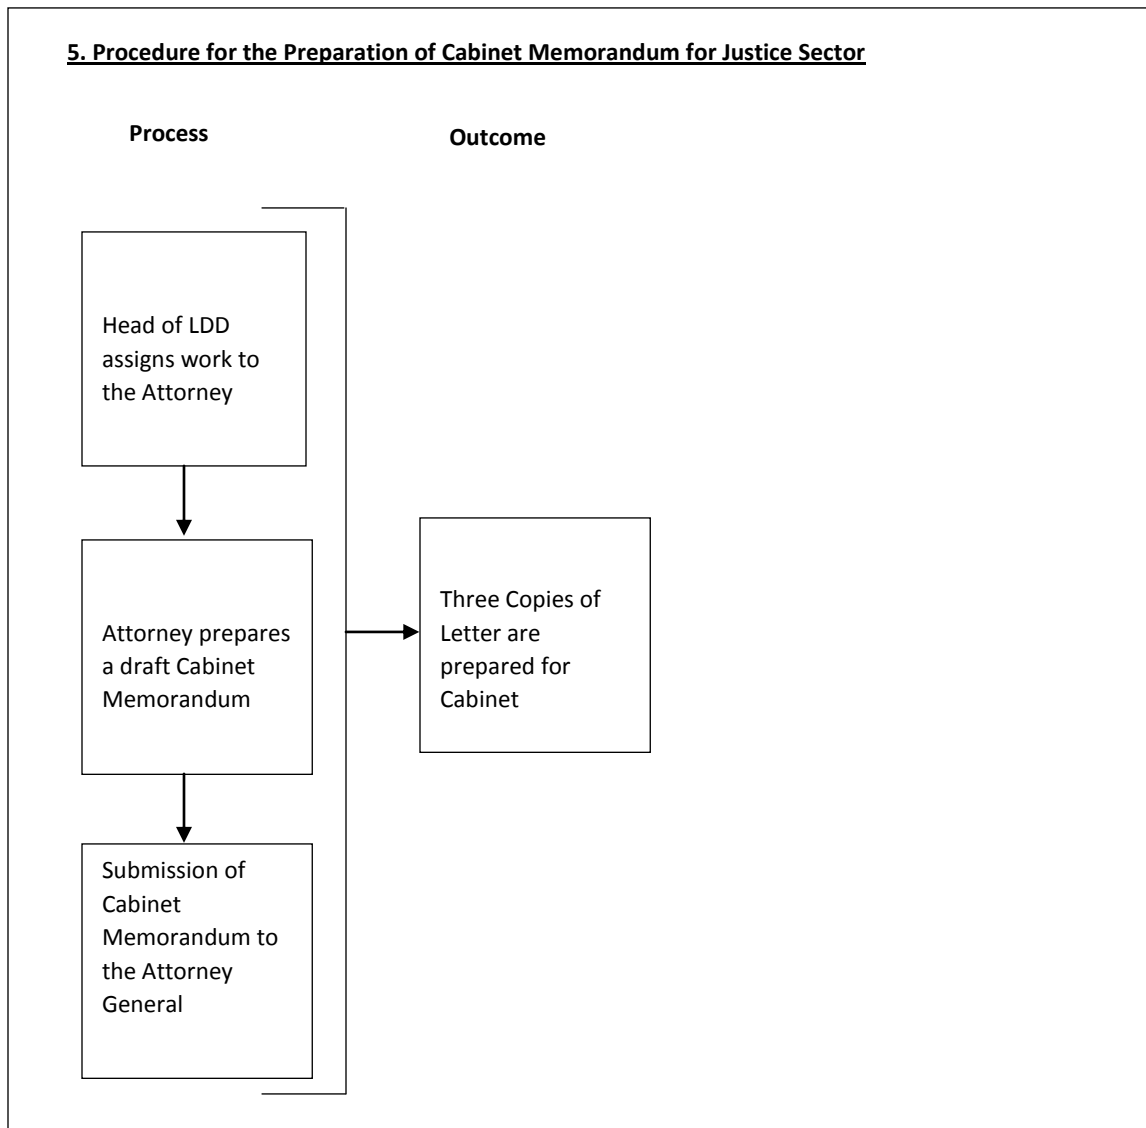 5. Procedure for the Preparation of Cabinet Memorandum for Justice Sector
Process
Outcome
Head of LDD
assigns work to
the Attorney
Attorney prepares
a draft Cabinet
Memorandum
Submission of
Cabinet
Memorandum to
the Attorney
General
Three Copies of
Letter are
prepared for
Cabinet